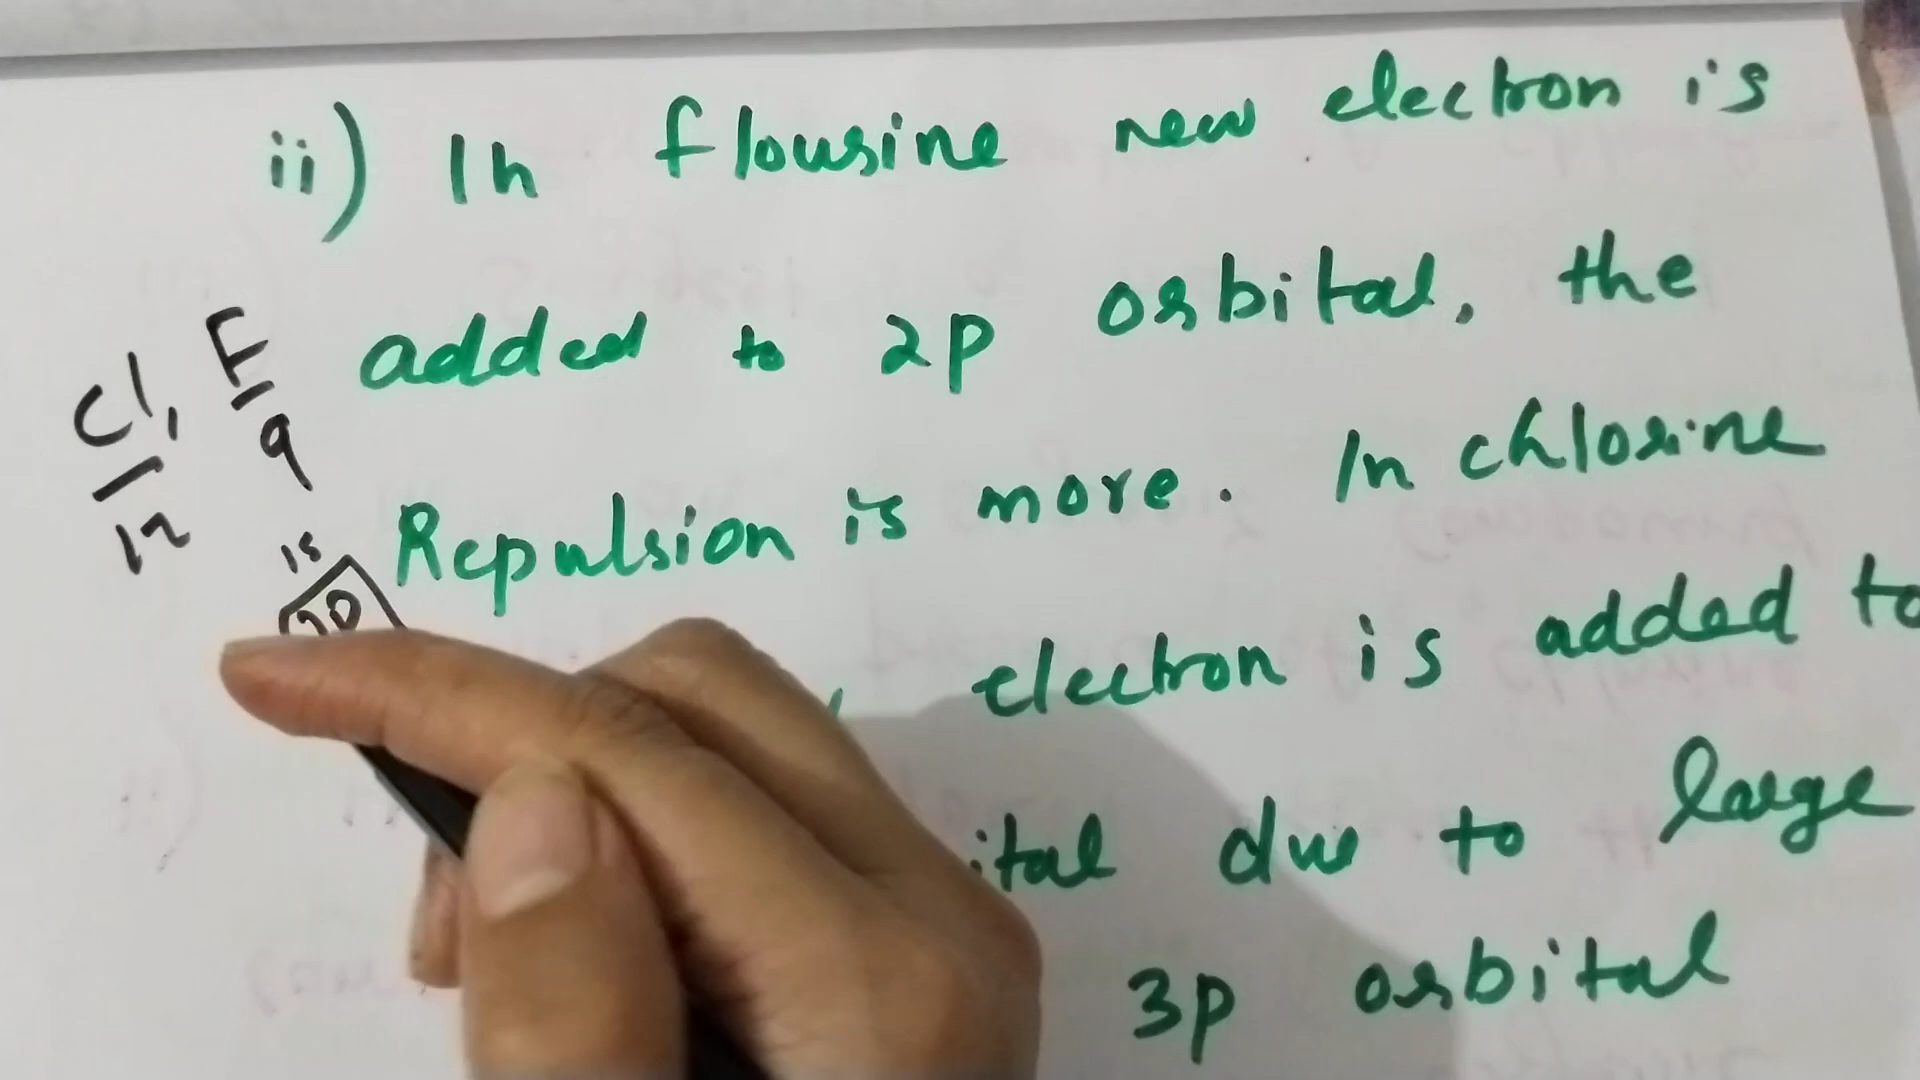 ii) In flousine new electron is
added to 2p orbital, the
Repulsion is more. In chlorine
electron is added to
ital due to large
3p orbital
Cl, F
17 9
is